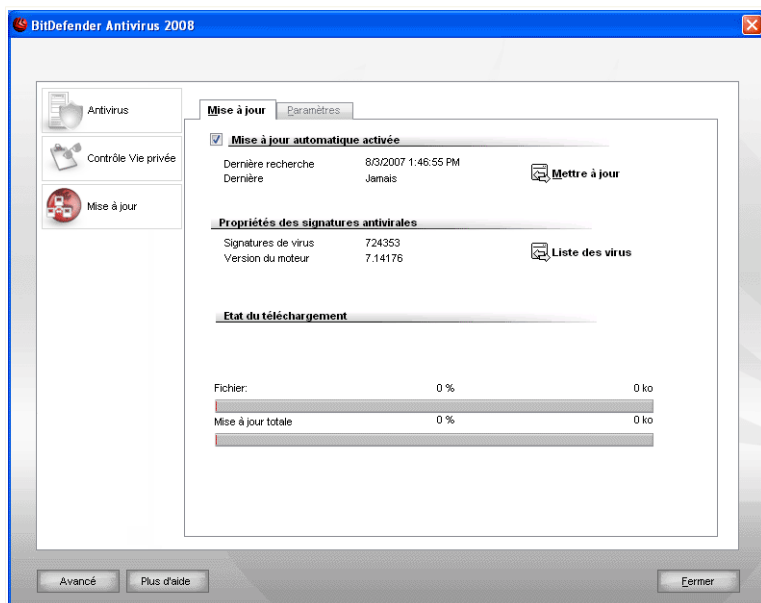 BitDefender Antivirus 2008
Antivirus
Contrôle Vie privée
Mise à jour
Mise à jour
Paramètres
Mise à jour automatique activée
Dernière recherche 8/3/2007 1:46:55 PM
Dernière Jamais
Mettre à jour
Propriétés des signatures antivirales
Signatures de virus 724353
Version du moteur 7.14176
Liste des virus
Etat du téléchargement
Fichier: 0 % 0 ko
Mise à jour totale 0 % 0 ko
Avancé
Plus d'aide
Fermer